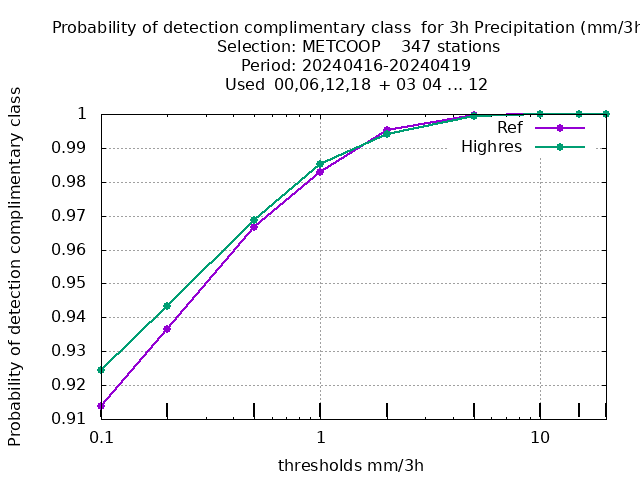 Probability of detection complimentary class  for 3h Precipitation (mm/3h
Selection: METCOOP    347 stations
Period: 20240416-20240419
Used  00,06,12,18 + 03 04 ... 12
Probability of detection complimentary class
1
0.99
0.98
0.97
0.96
0.95
0.94
0.93
0.92
0.91
Ref
Highres
0.1
1
10
thresholds mm/3h